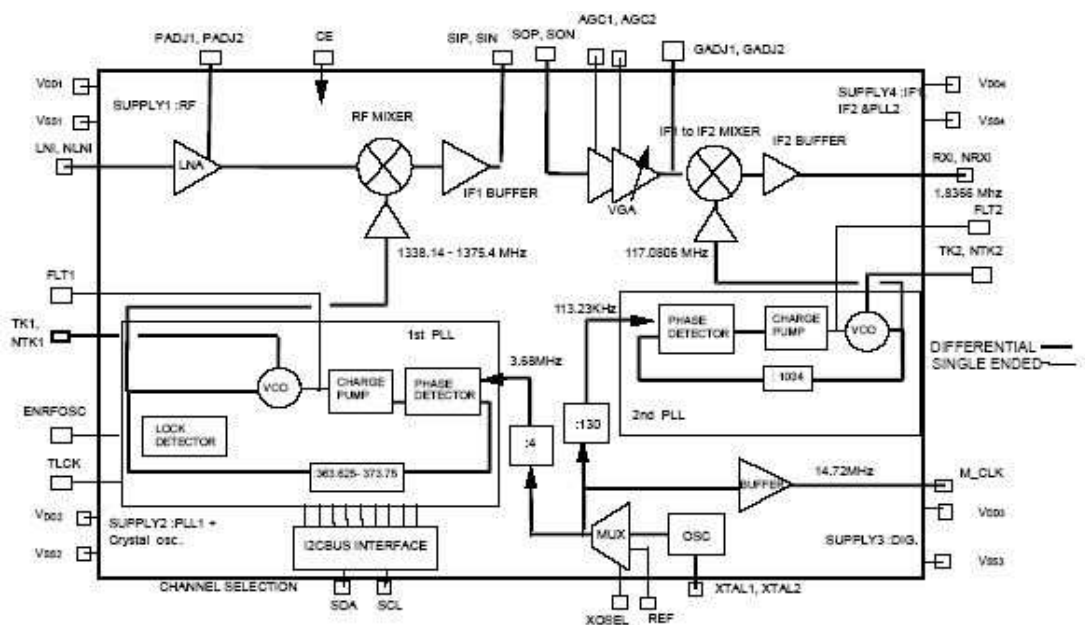 AGC1, AGC2
PADJ1, PADJ2
CE
SIP, SIN
SOP, SON
GADJ1, GADJ2
VDD1
SUPPLY1 :RF
SUPPLY4 :IF1,
IF2 &PLL2
VDD4
VSS1
VSS4
RF MIXER
IF1 to IF2 MIXER
IF2 BUFFER
LNI, NLNI
LNA
IF1 BUFFER
VGA
RXI, NRXI
1.8366 Mhz
FLT2
1338.14 - 1375.4 MHz
117.0806 MHz
TK2, NTK2
FLT1
TK1,
NTK1
1st PLL
113.23KHz
PHASE
DETECTOR
CHARGE
PUMP
VCO
DIFFERENTIAL
SINGLE ENDED
3.68MHz
VCO
CHARGE
PUMP
PHASE
DETECTOR
1024
2nd PLL
ENRFOSC
LOCK
DETECTOR
:4
:130
TLCK
363.625- 373.75
BUFFER
14.72MHz
M_CLK
VDD2
SUPPLY2 :PLL1 +
Crystal osc.
VSS2
I2CBUS INTERFACE
MUX
OSC
VDD3
SUPPLY3 :DIG.
VSS3
CHANNEL SELECTION
SDA
SCL
XOSEL
REF
XTAL1, XTAL2